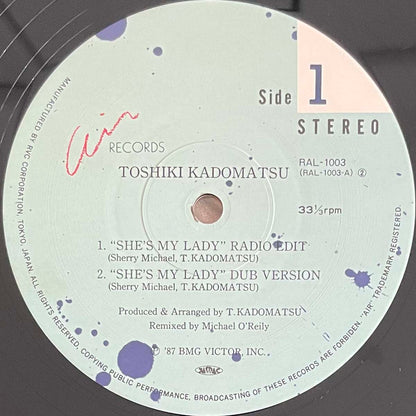 Side 1
STEREO
Air RECORDS
TOSHIKI KADOMATSU
RAL-1003
(RAL-1003-A) ②
33⅓rpm
1. “SHE'S MY LADY” RADIO EDIT
(Sherry Michael, T.KADOMATSU)
2. “SHE'S MY LADY” DUB VERSION
(Sherry Michael, T.KADOMATSU)
Produced & Arranged by T.KADOMATSU
Remixed by Michael O'Reily
Ⓟ '87 BMG VICTOR, INC.
MANUFACTURED BY RVC CORPORATION, TOKYO, JAPAN. ALL RIGHTS RESERVED. COPYING PUBLIC PERFORMANCE, BROADCASTING OF THESE RECORDS ARE FORBIDEN. "AIR" TRADEMARK REGISTERED.